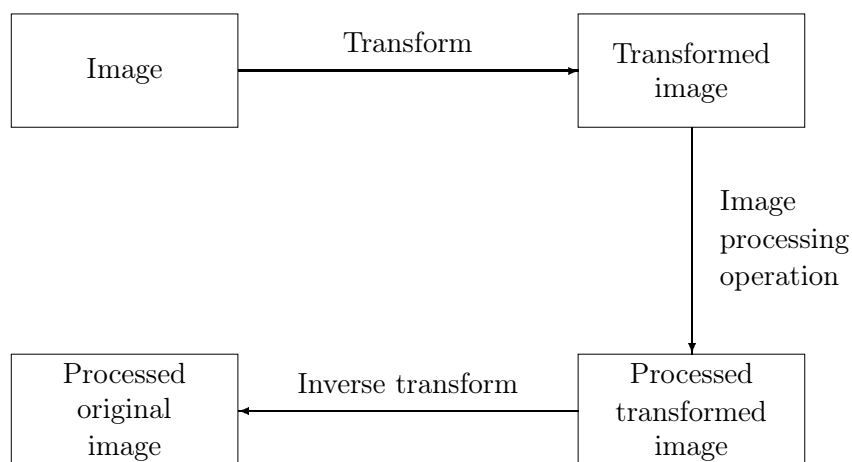 Image
Transform
Transformed
image
Image
processing
operation
Processed
original
image
Inverse transform
Processed
transformed
image